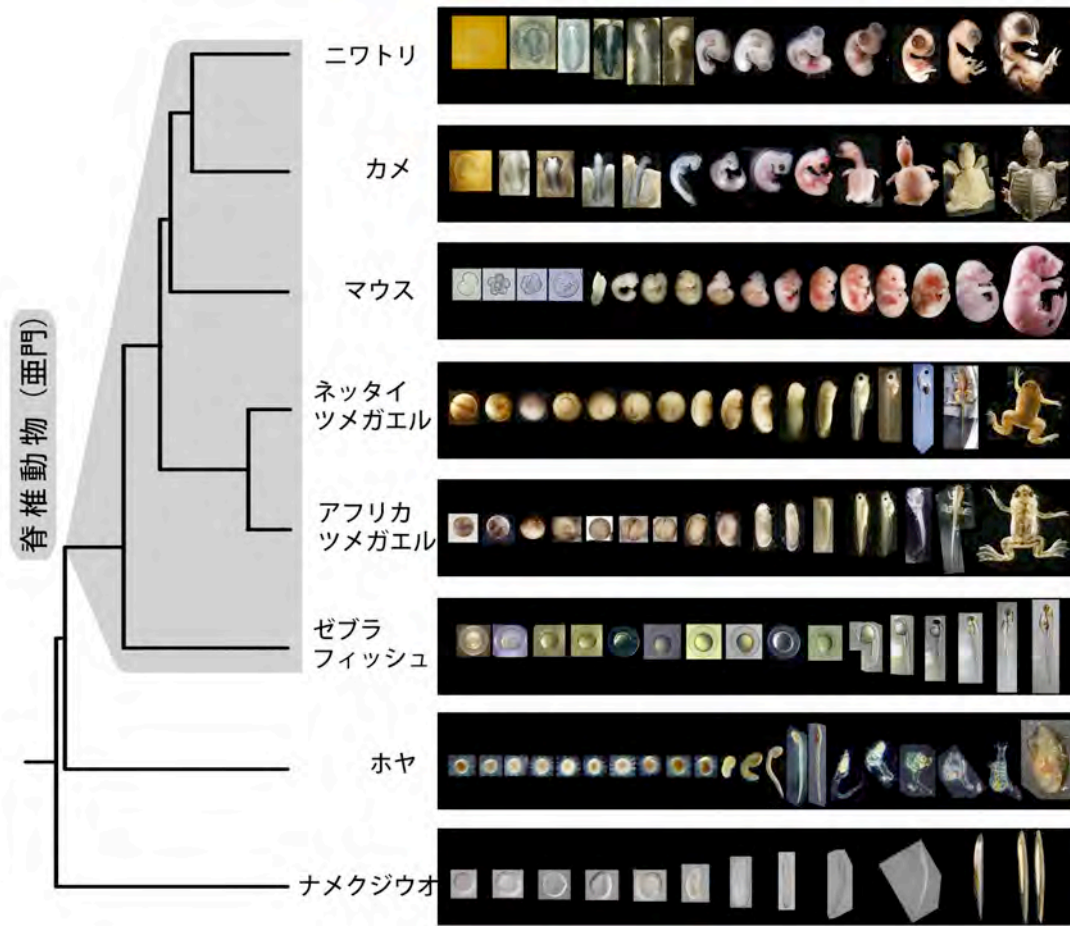 ニワトリ
カメ
マウス
ネッタイ
ツメガエル
アフリカ
ツメガエル
ゼブラ
フィッシュ
ホヤ
ナメクジウオ
脊椎動物（亜門）